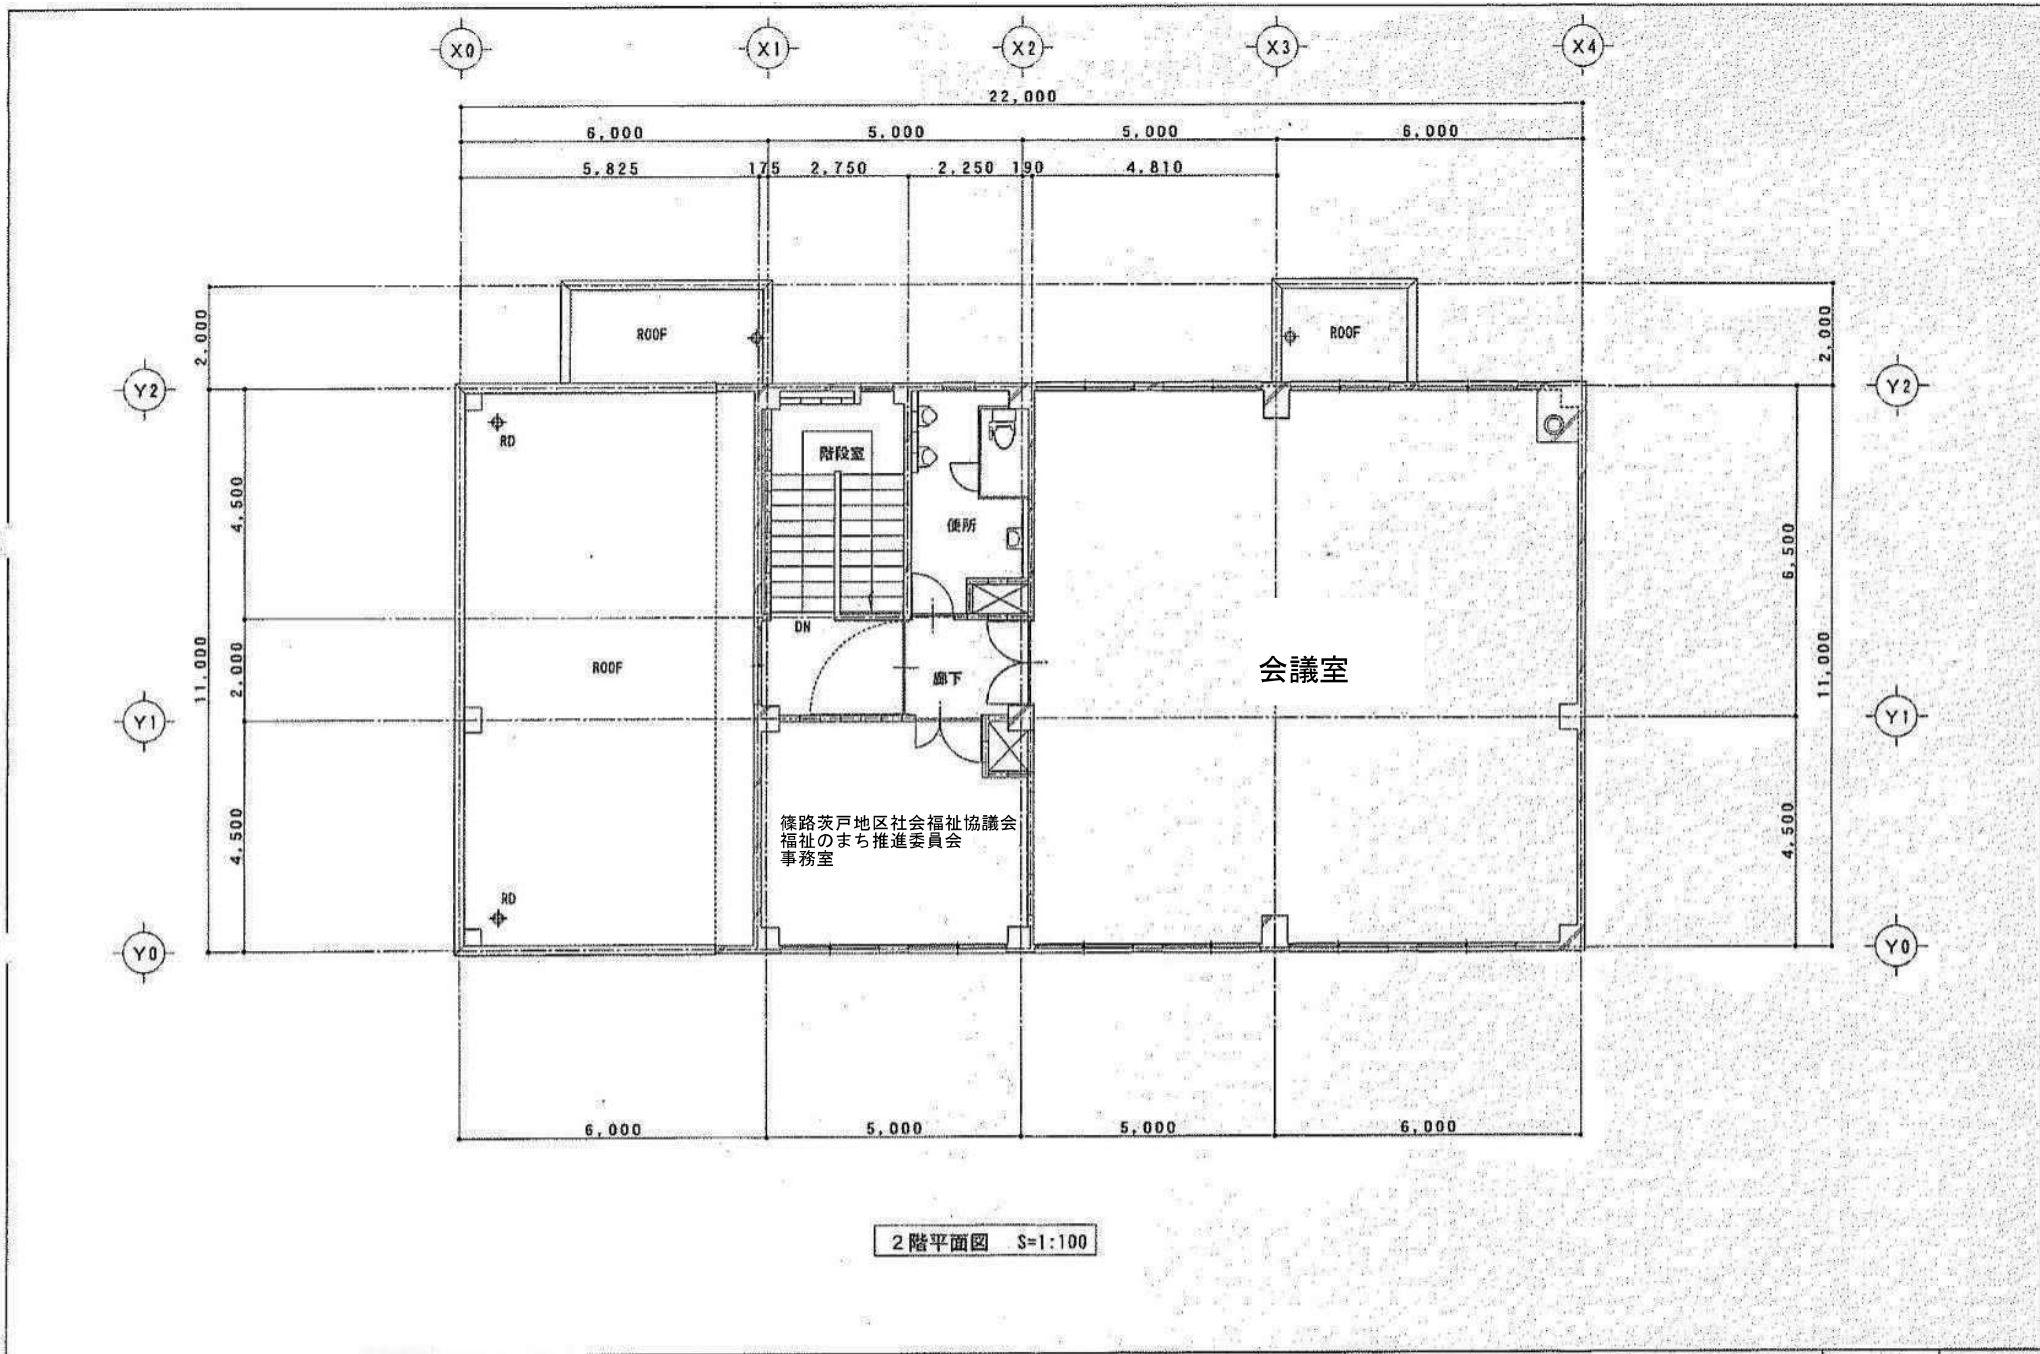 X0 X1 X2 X3 X4
22,000
6,000 5,000 5,000 6,000
5,825 175 2,750 2,250 190 4,810
2,000 ROOF ROOF 2,000
Y2 Y2
RD
階段室
4,500
便所
6,500
DN
11,000 2,000 ROOF 廊下 会議室 11,000
Y1 Y1
4,500 4,500
篠路茨戸地区社会福祉協議会
福祉のまち推進委員会
事務室
RD
Y0 Y0
6,000 5,000 5,000 6,000
2階平面図 S=1:100